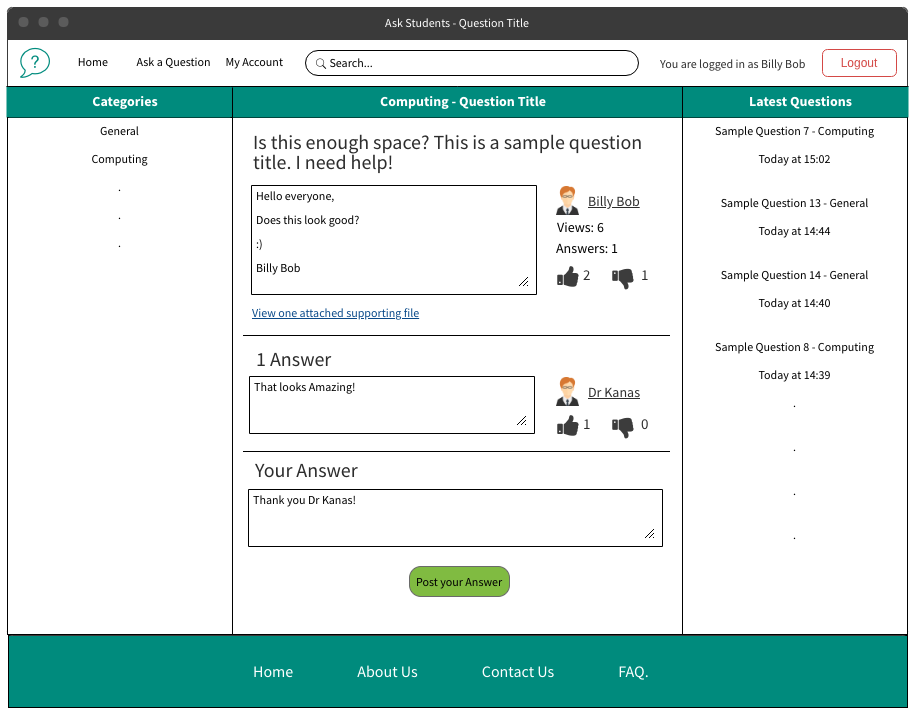 Ask Students - Question Title
?
Home Ask a Question My Account Search... You are logged in as Billy Bob Logout
Categories
General
Computing
.
.
.
Computing - Question Title
Is this enough space? This is a sample question
title. I need help!
Hello everyone,
Does this look good?
:)
Billy Bob
Billy Bob
Views: 6
Answers: 1
2 1
View one attached supporting file
1 Answer
That looks Amazing!
Dr Kanas
1 0
Your Answer
Thank you Dr Kanas!
Post your Answer
Latest Questions
Sample Question 7 - Computing
Today at 15:02
Sample Question 13 - General
Today at 14:44
Sample Question 14 - General
Today at 14:40
Sample Question 8 - Computing
Today at 14:39
.
.
.
.
Home About Us Contact Us FAQ.